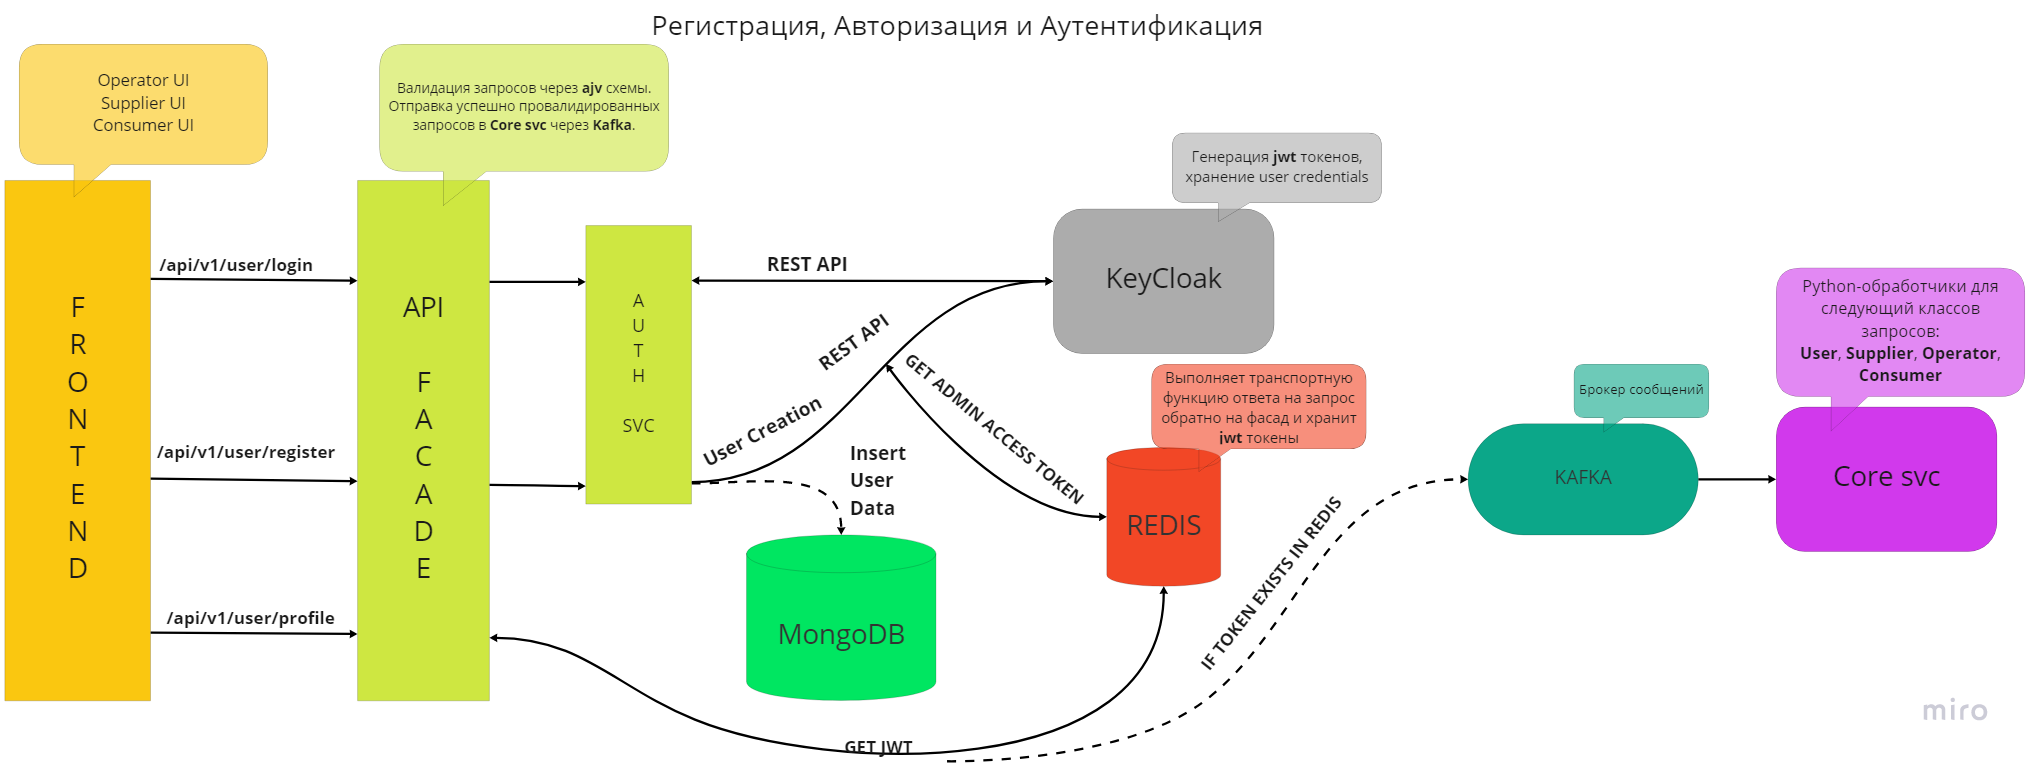 Регистрация, Авторизация и Аутентификация
Operator UI
Supplier UI
Consumer UI
Валидация запросов через ajv схемы.
Отправка успешно провалидированных
запросов в Core svc через Kafka.
Генерация jwt токенов,
хранение user credentials
F
R
O
N
T
E
N
D
/api/v1/user/login
/api/v1/user/register
/api/v1/user/profile
API
F
A
C
A
D
E
A
U
T
H
SVC
REST API
KeyCloak
REST API
User Creation
GET ADMIN ACCESS TOKEN
Insert
User
Data
MongoDB
Выполняет транспортную
функцию ответа на запрос
обратно на фасад и хранит
jwt токены
REDIS
GET JWT
IF TOKEN EXISTS IN REDIS
Брокер сообщений
KAFKA
Python-обработчики для
следующий классов
запросов:
User, Supplier, Operator,
Consumer
Core svc
miro